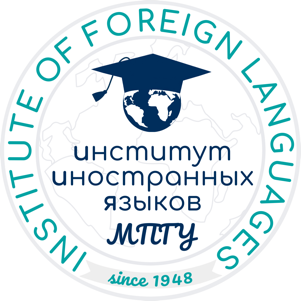 INSTITUTE OF FOREIGN LANGUAGES
институт
иностранных
языков
МПГУ
since 1948